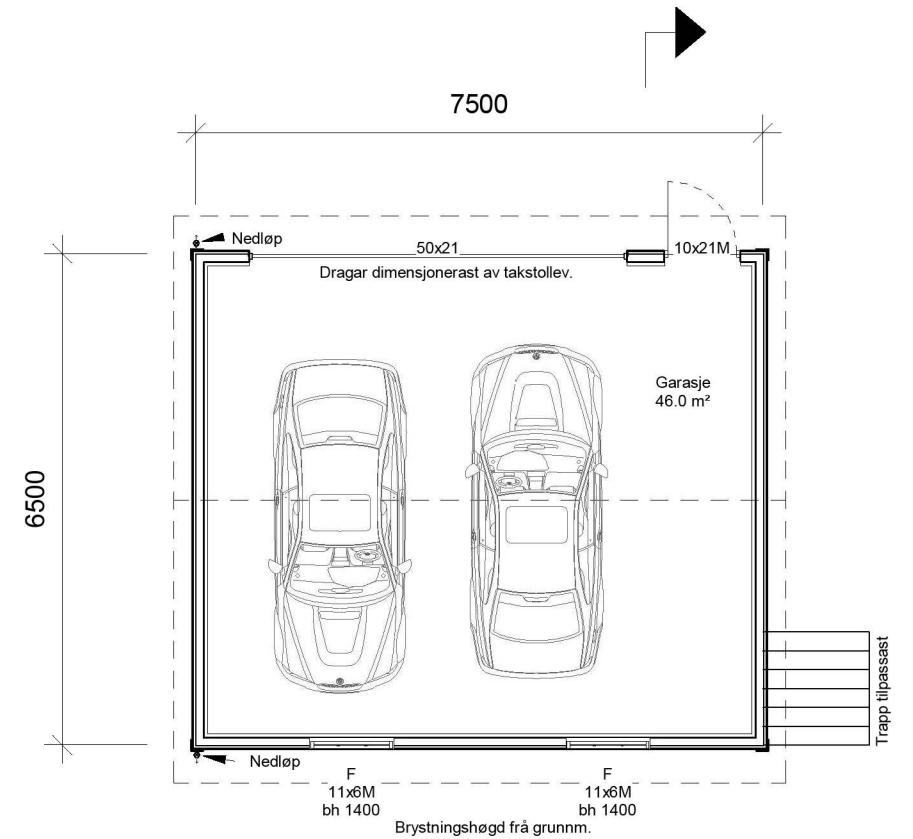 7500
Nedløp
50x21
10x21M
Dragar dimensjonerast av takstollev.
Garasje
46.0 m²
6500
Trapp tilpassast
Nedløp
F
11x6M
bh 1400
F
11x6M
bh 1400
Brystningshøgd frå grunnm.